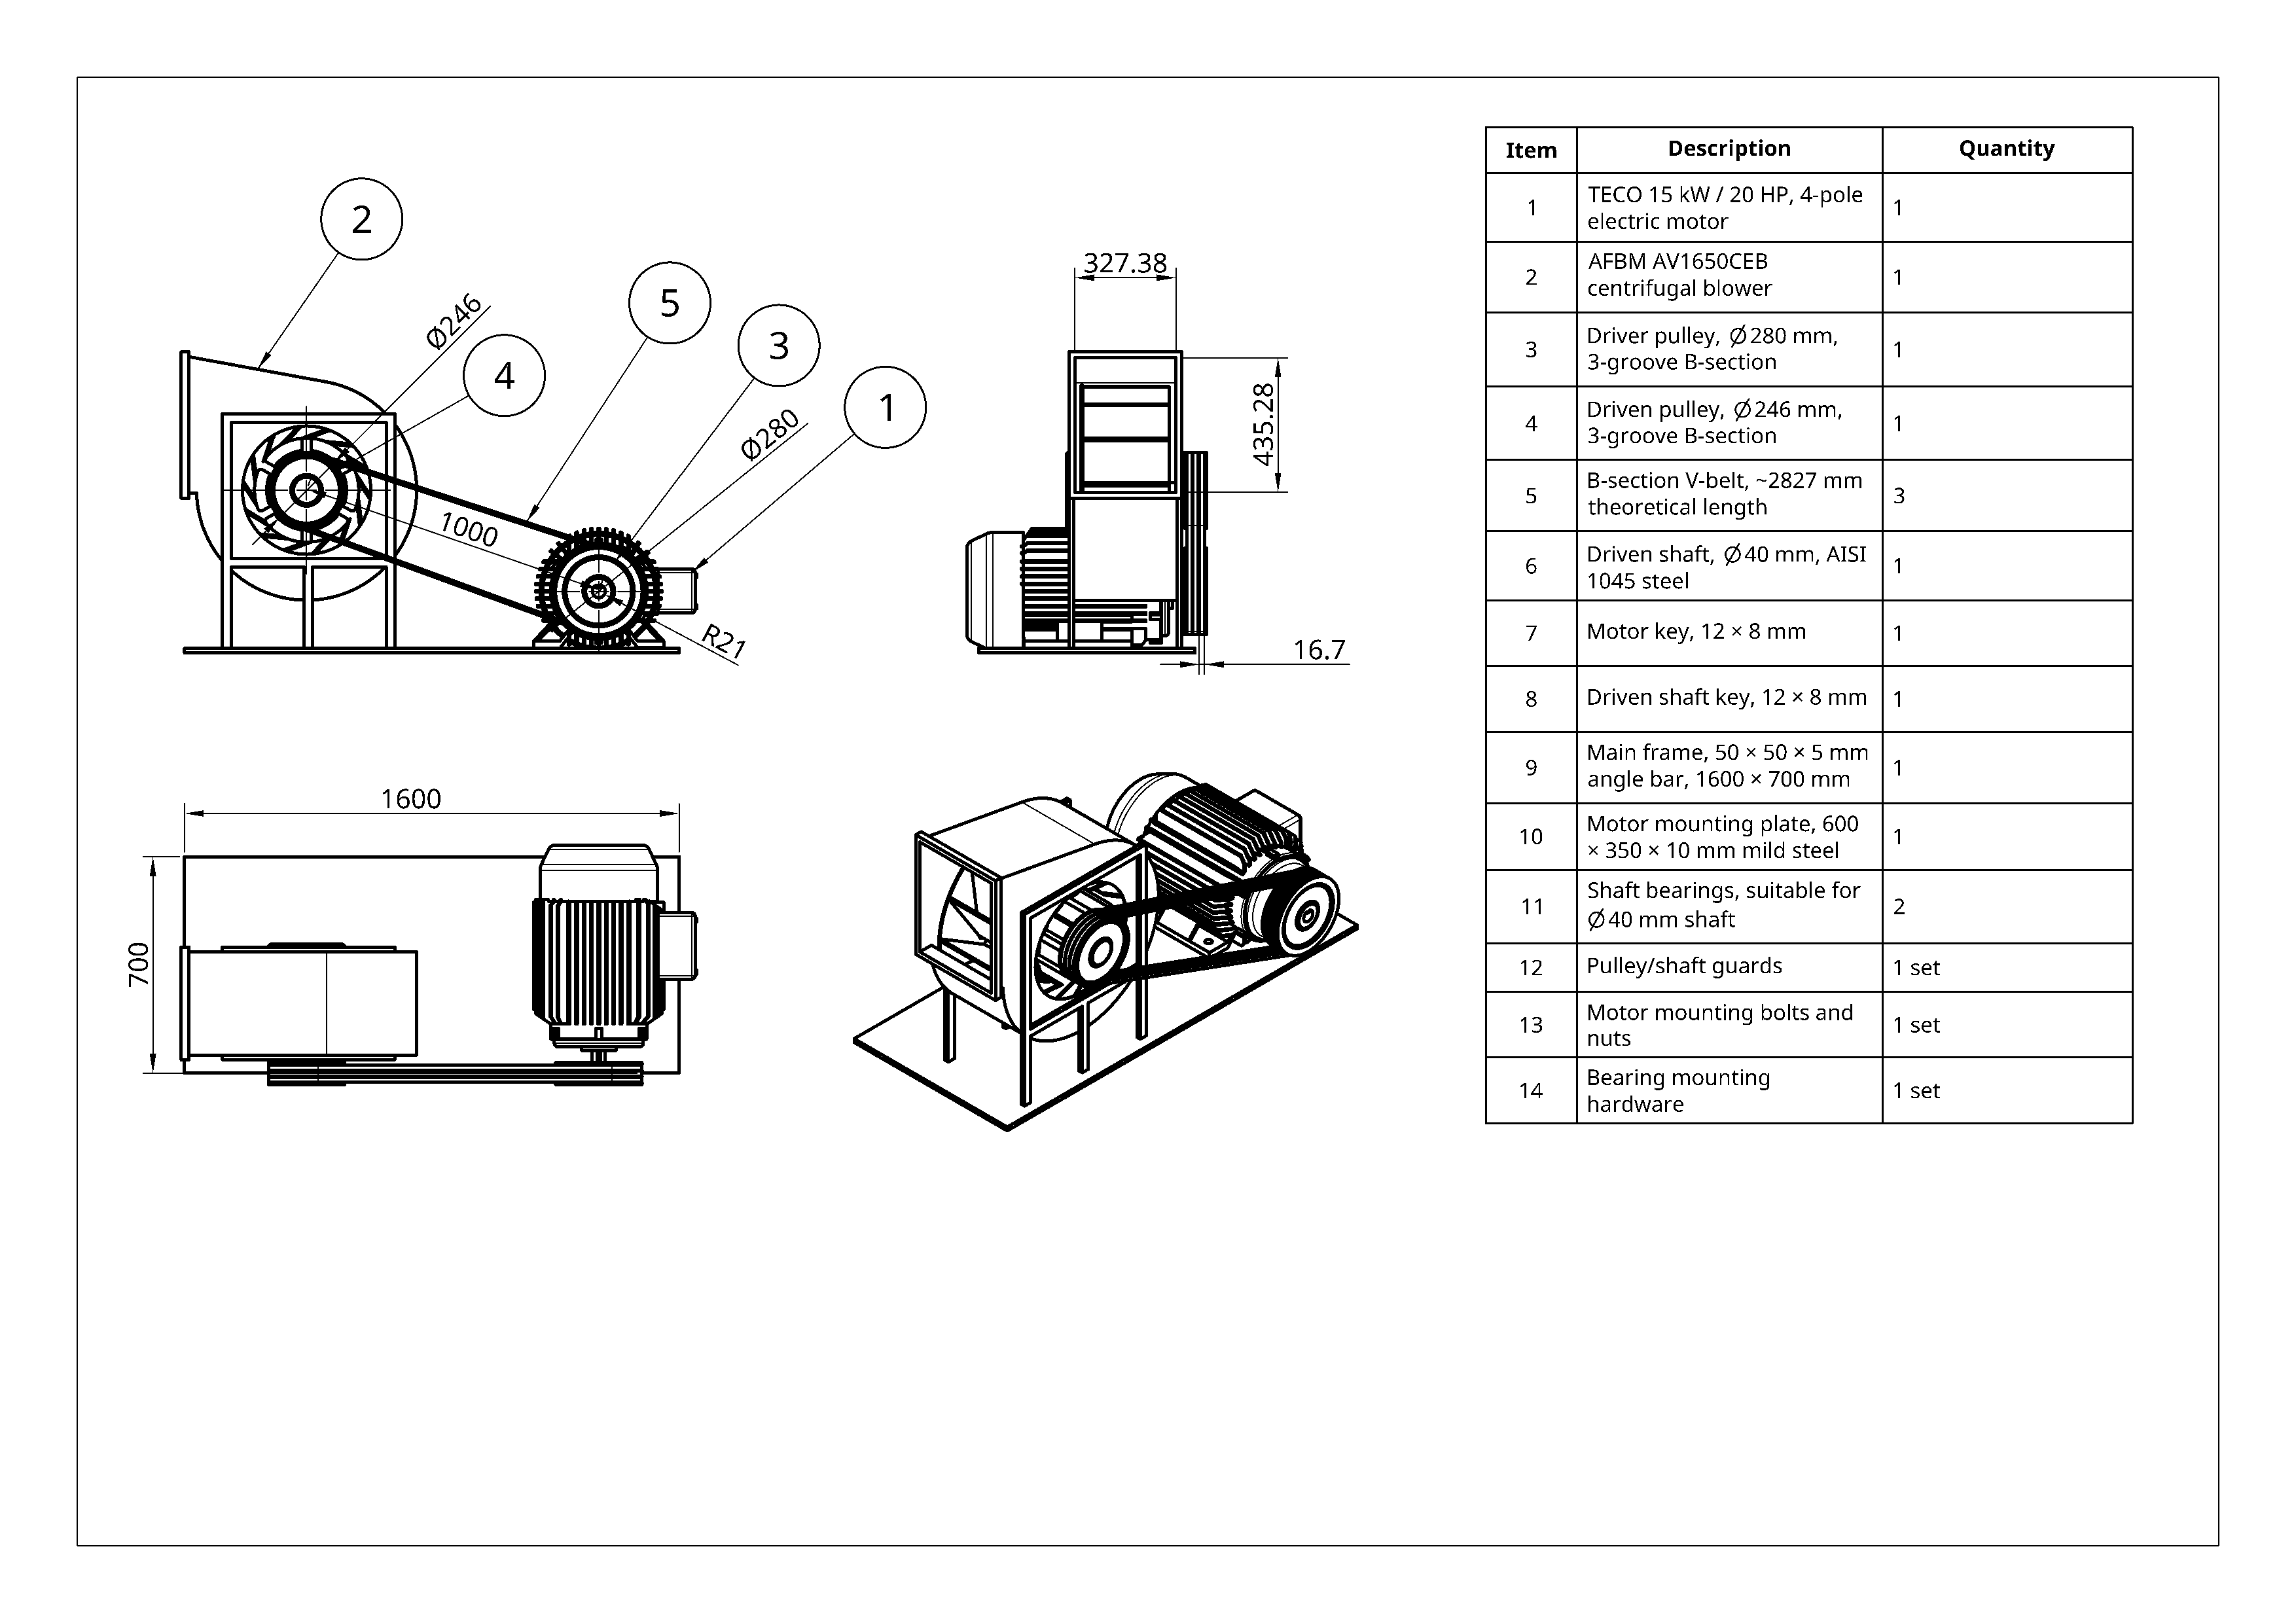 2
5
3
1
4
Ø246
Ø280
1000
R21
327.38
435.28
16.7
1600
700
Item Description Quantity
1 TECO 15 kW / 20 HP, 4-pole 1
electric motor
2 AFBM AV1650CEB 1
centrifugal blower
3 Driver pulley, Ø280 mm, 1
3-groove B-section
4 Driven pulley, Ø246 mm, 1
3-groove B-section
5 B-section V-belt, ~2827 mm 3
theoretical length
6 Driven shaft, Ø40 mm, AISI 1
1045 steel
7 Motor key, 12 × 8 mm 1
8 Driven shaft key, 12 × 8 mm 1
9 Main frame, 50 × 50 × 5 mm 1
angle bar, 1600 × 700 mm
10 Motor mounting plate, 600 1
× 350 × 10 mm mild steel
11 Shaft bearings, suitable for 2
Ø40 mm shaft
12 Pulley/shaft guards 1 set
13 Motor mounting bolts and 1 set
nuts
14 Bearing mounting 1 set
hardware